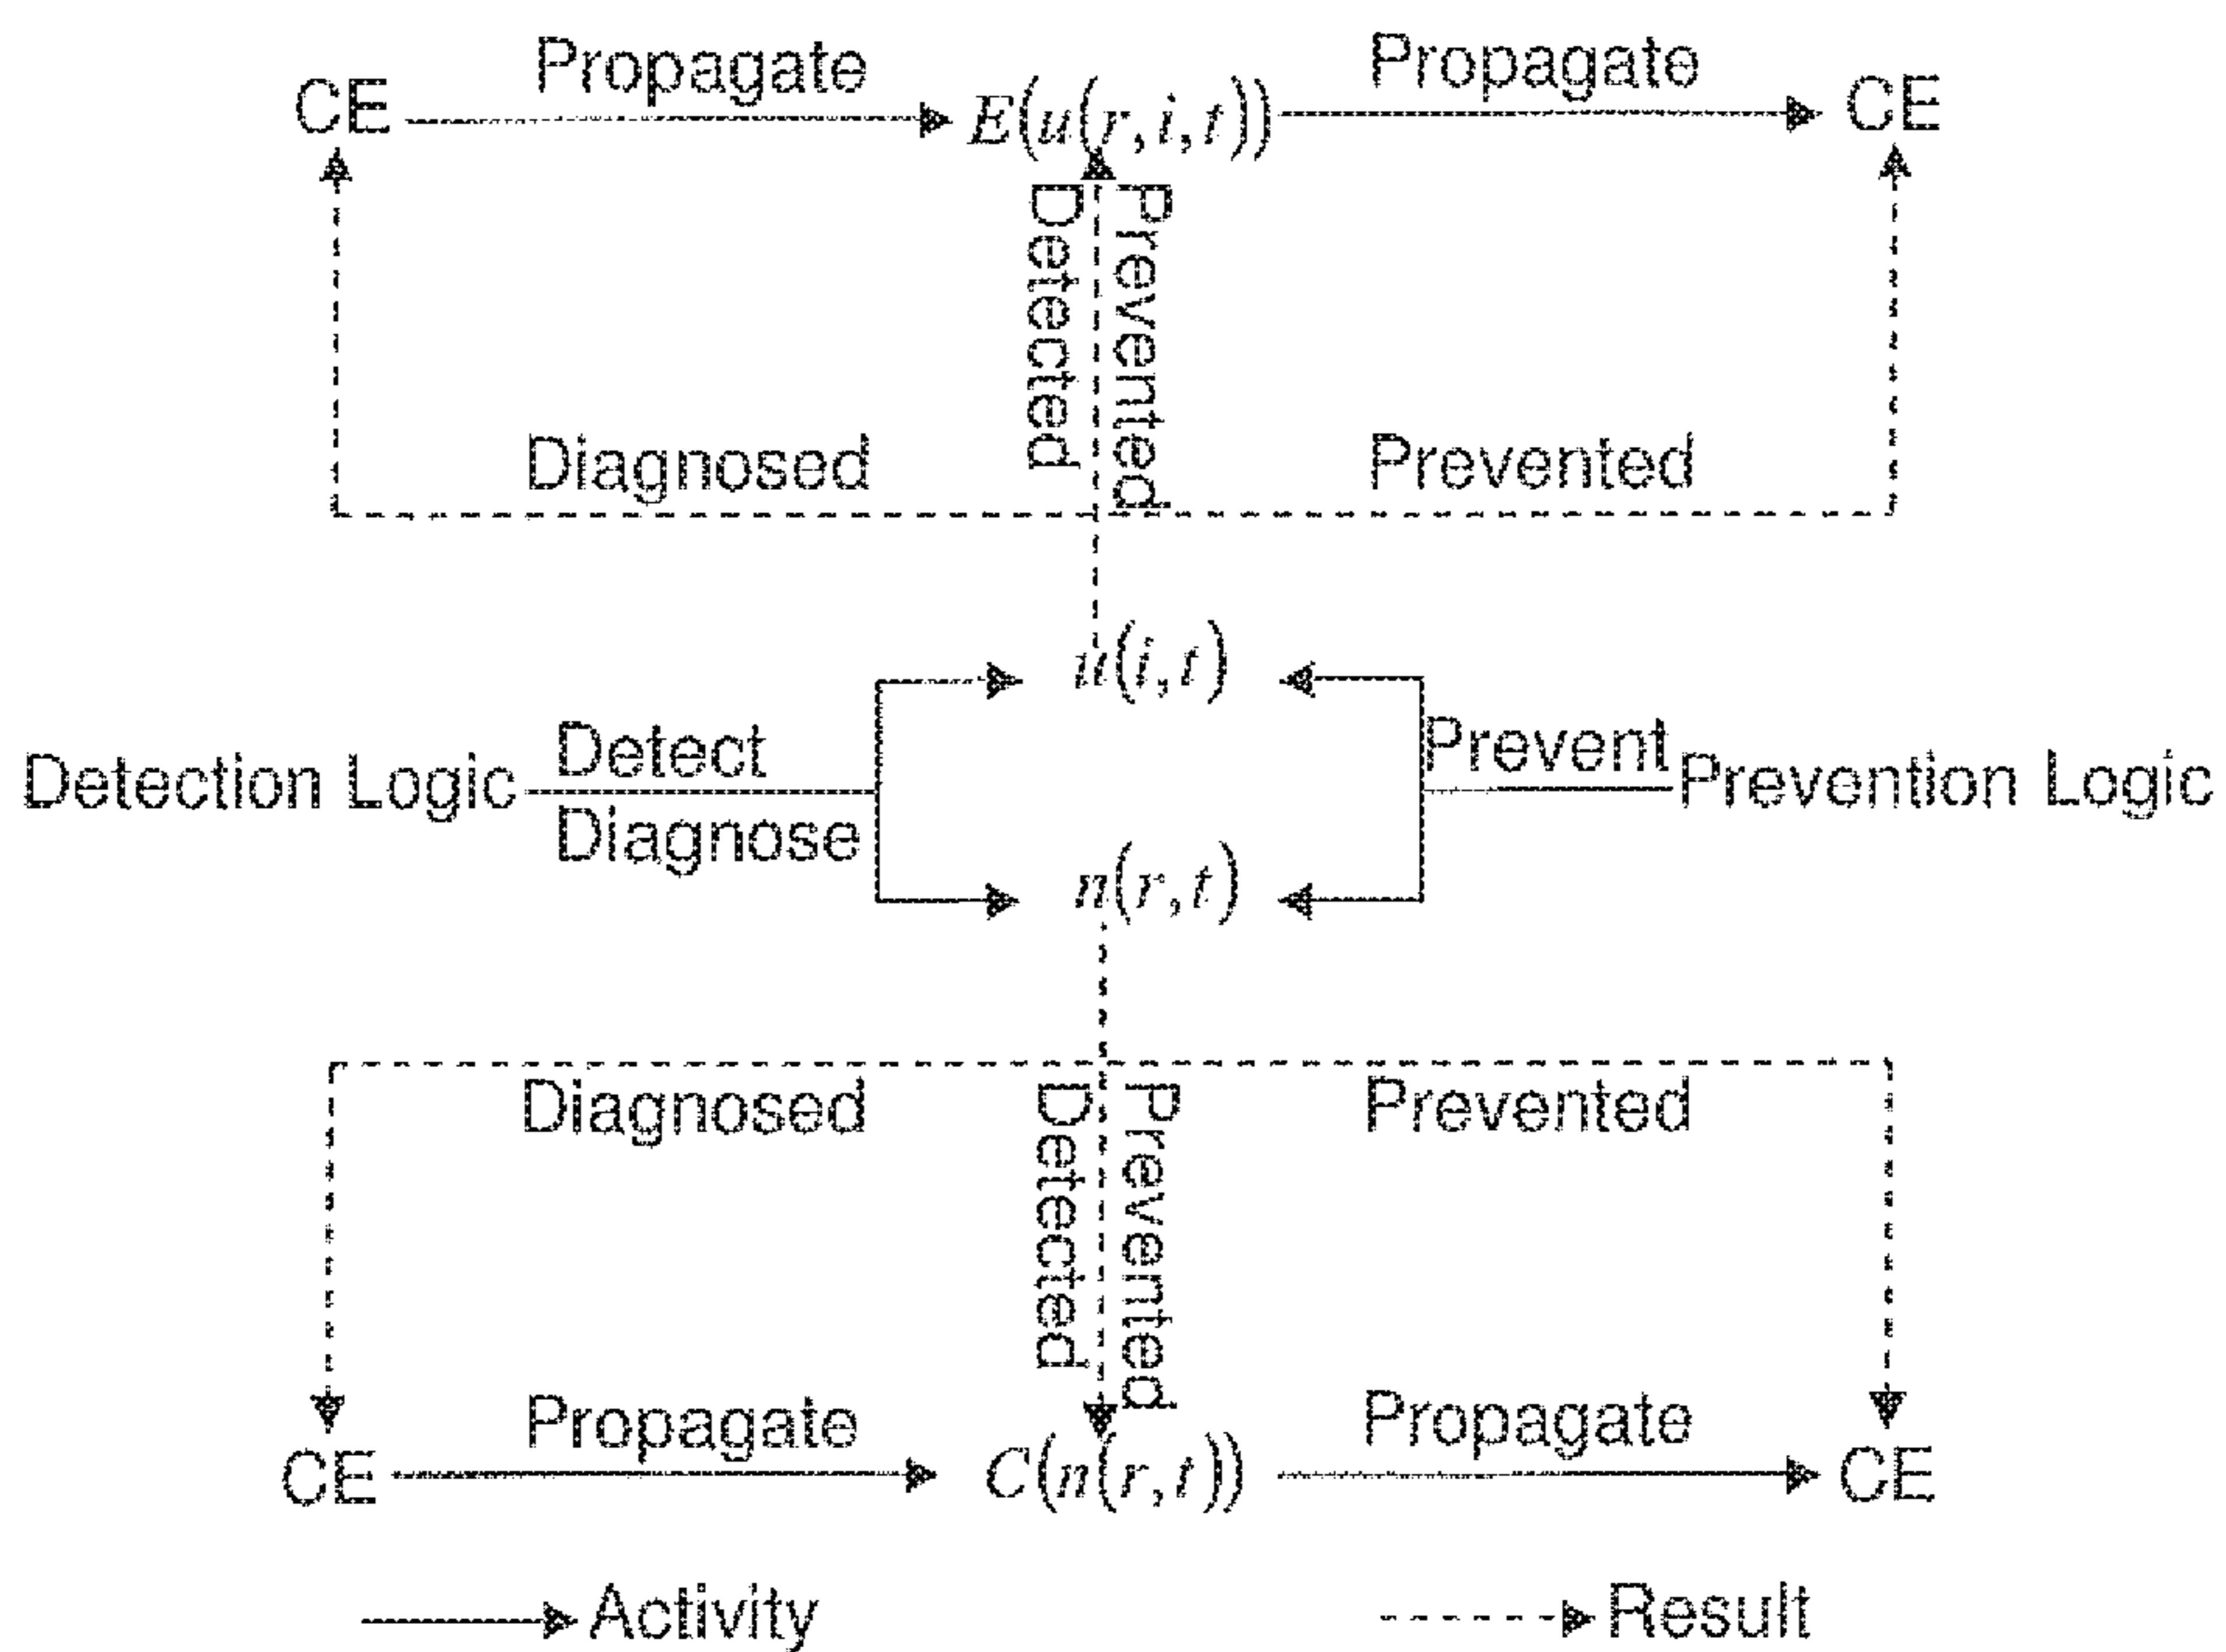 Propagate
Propagate
CE
E(u(r,i,t))
CE
Detected
Prevented
Diagnosed
Prevented
u(i,t)
Detect
Prevent
Detection Logic
Prevention Logic
Diagnose
n(r,t)
Diagnosed
Detected
Prevented
Prevented
Propagate
Propagate
CE
C(n(r,t))
CE
Activity
Result